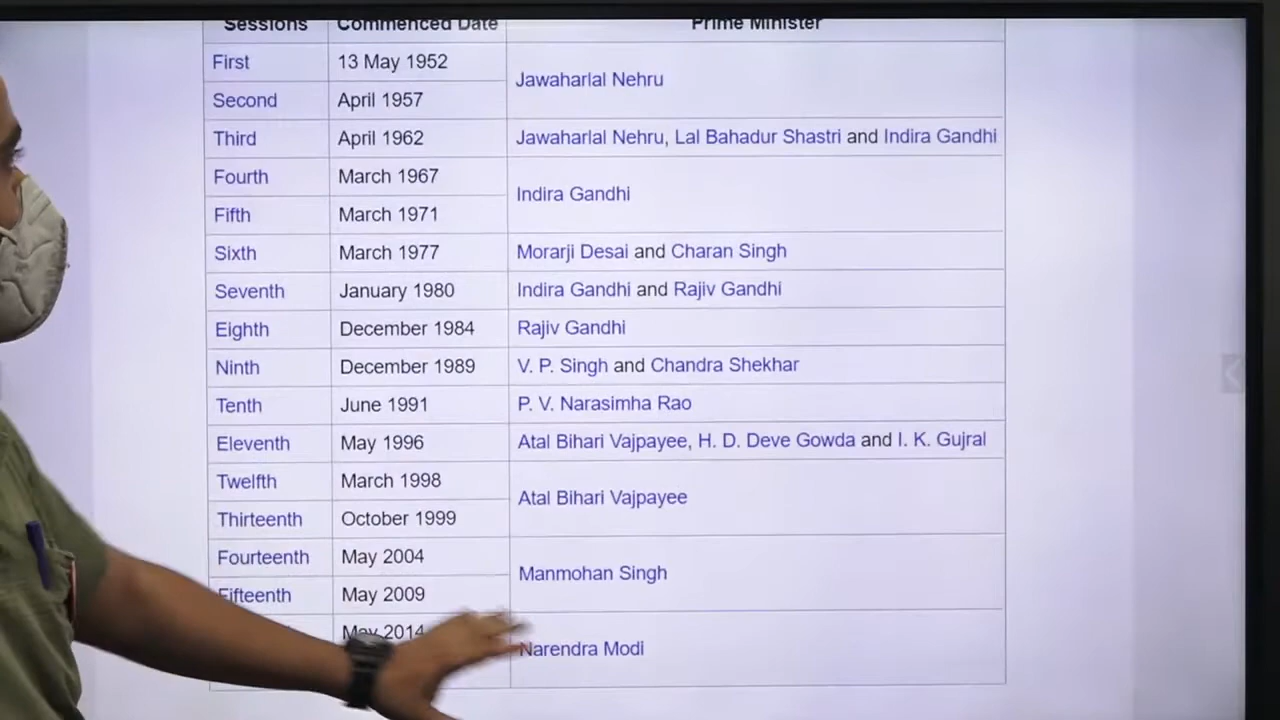 Sessions Commenced Date Prime Minister
First 13 May 1952 Jawaharlal Nehru
Second April 1957
Third April 1962 Jawaharlal Nehru, Lal Bahadur Shastri and Indira Gandhi
Fourth March 1967 Indira Gandhi
Fifth March 1971
Sixth March 1977 Morarji Desai and Charan Singh
Seventh January 1980 Indira Gandhi and Rajiv Gandhi
Eighth December 1984 Rajiv Gandhi
Ninth December 1989 V. P. Singh and Chandra Shekhar
Tenth June 1991 P. V. Narasimha Rao
Eleventh May 1996 Atal Bihari Vajpayee, H. D. Deve Gowda and I. K. Gujral
Twelfth March 1998 Atal Bihari Vajpayee
Thirteenth October 1999
Fourteenth May 2004 Manmohan Singh
Fifteenth May 2009
May 2014 Narendra Modi